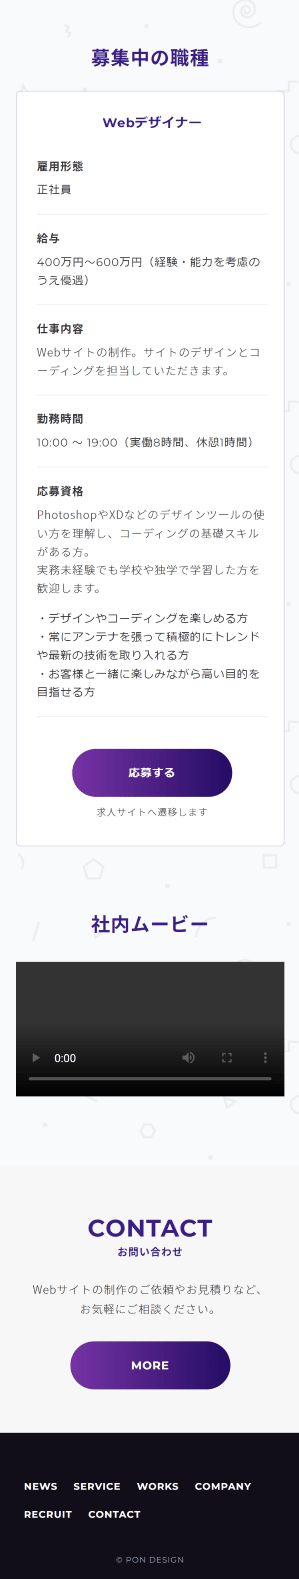 募集中の職種
Webデザイナー
雇用形態
正社員
給与
400万円〜600万円（経験・能力を考慮の
うえ優遇）
仕事内容
Webサイトの制作。サイトのデザインとコ
ーディングを担当していただきます。
勤務時間
10:00 〜 19:00（実働8時間、休憩1時間）
応募資格
PhotoshopやXDなどのデザインツールの使
い方を理解し、コーディングの基礎スキル
がある方。
実務未経験でも学校や独学で学習した方を
歓迎します。
・デザインやコーディングを楽しめる方
・常にアンテナを張って積極的にトレンド
や最新の技術を取り入れる方
・お客様と一緒に楽しみながら高い目的を
目指せる方
応募する
求人サイトへ遷移します
社内ムービー
0:00
CONTACT
お問い合わせ
Webサイトの制作のご依頼やお見積りなど、
お気軽にご相談ください。
MORE
NEWS SERVICE WORKS COMPANY
RECRUIT CONTACT
© PON DESIGN